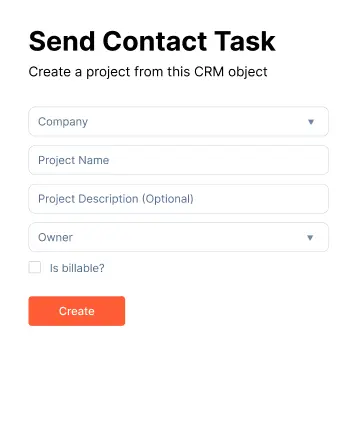 Send Contact Task
Create a project from this CRM object
Company
Project Name
Project Description (Optional)
Owner
Is billable?
Create